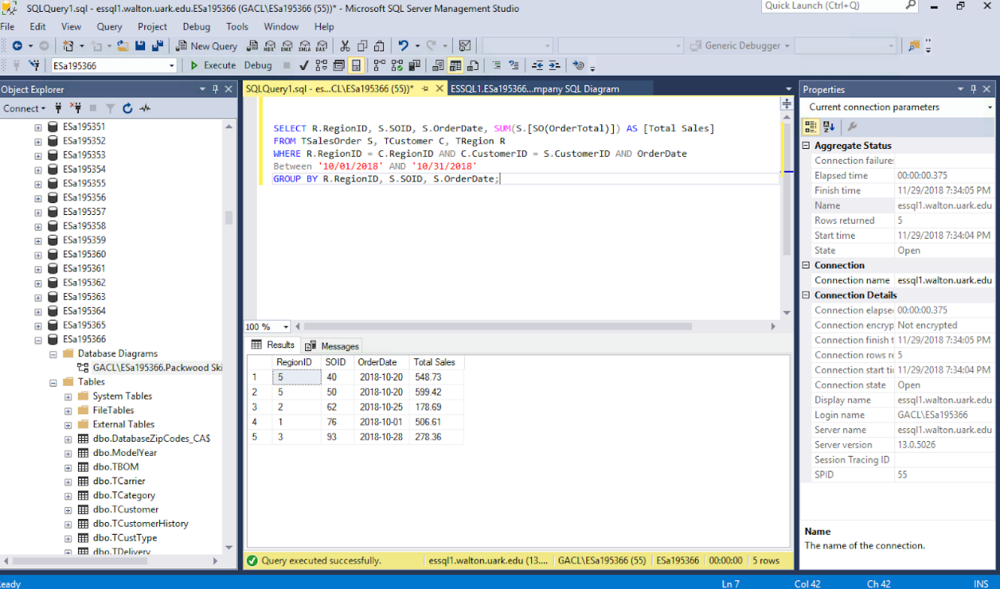 SQLQuery1.sql - essql1.walton.uark.edu.ESa195366 (GACL\ESa195366 (55))* - Microsoft SQL Server Management Studio
Quick Launch (Ctrl+Q)
File Edit View Query Project Debug Tools Window Help
New Query
MDX DMX XMLA DAX
Generic Debugger
ESa195366
Execute Debug
Object Explorer
Connect
ESa195351
ESa195352
ESa195353
ESa195354
ESa195355
ESa195356
ESa195357
ESa195358
ESa195359
ESa195360
ESa195361
ESa195362
ESa195363
ESa195364
ESa195365
ESa195366
Database Diagrams
GACL\ESa195366.Packwood Ski
Tables
System Tables
FileTables
External Tables
dbo.DatabaseZipCodes_CA$
dbo.ModelYear
dbo.TBOM
dbo.TCarrier
dbo.TCategory
dbo.TCustomer
dbo.TCustomerHistory
dbo.TCustType
dbo.TDelivery
SQLQuery1.sql - es...CL\ESa195366 (55))* ESSQL1.ESa195366...mpany SQL Diagram
SELECT R.RegionID, S.SOID, S.OrderDate, SUM(S.[SO(OrderTotal)]) AS [Total Sales]
FROM TSalesOrder S, TCustomer C, TRegion R
WHERE R.RegionID = C.RegionID AND C.CustomerID = S.CustomerID AND OrderDate
Between '10/01/2018' AND '10/31/2018'
GROUP BY R.RegionID, S.SOID, S.OrderDate;
100 %
Results Messages
RegionID SOID OrderDate Total Sales
1 5 40 2018-10-20 548.73
2 5 50 2018-10-20 599.42
3 2 62 2018-10-25 178.69
4 1 76 2018-10-01 506.61
5 3 93 2018-10-28 278.36
Query executed successfully. essql1.walton.uark.edu (13.... GACL\ESa195366 (55) ESa195366 00:00:00 5 rows
Properties
Current connection parameters
Aggregate Status
Connection failures
Elapsed time 00:00:00.375
Finish time 11/29/2018 7:34:05 PM
Name essql1.walton.uark.edu
Rows returned 5
Start time 11/29/2018 7:34:04 PM
State Open
Connection
Connection name essql1.walton.uark.edu
Connection Details
Connection elapse 00:00:00.375
Connection encryp Not encrypted
Connection finish t 11/29/2018 7:34:05 PM
Connection rows re 5
Connection start ti 11/29/2018 7:34:04 PM
Connection state Open
Display name essql1.walton.uark.edu
Login name GACL\ESa195366
Server name essql1.walton.uark.edu
Server version 13.0.5026
Session Tracing ID
SPID 55
Name
The name of the connection.
eady Ln 7 Col 42 Ch 42 INS